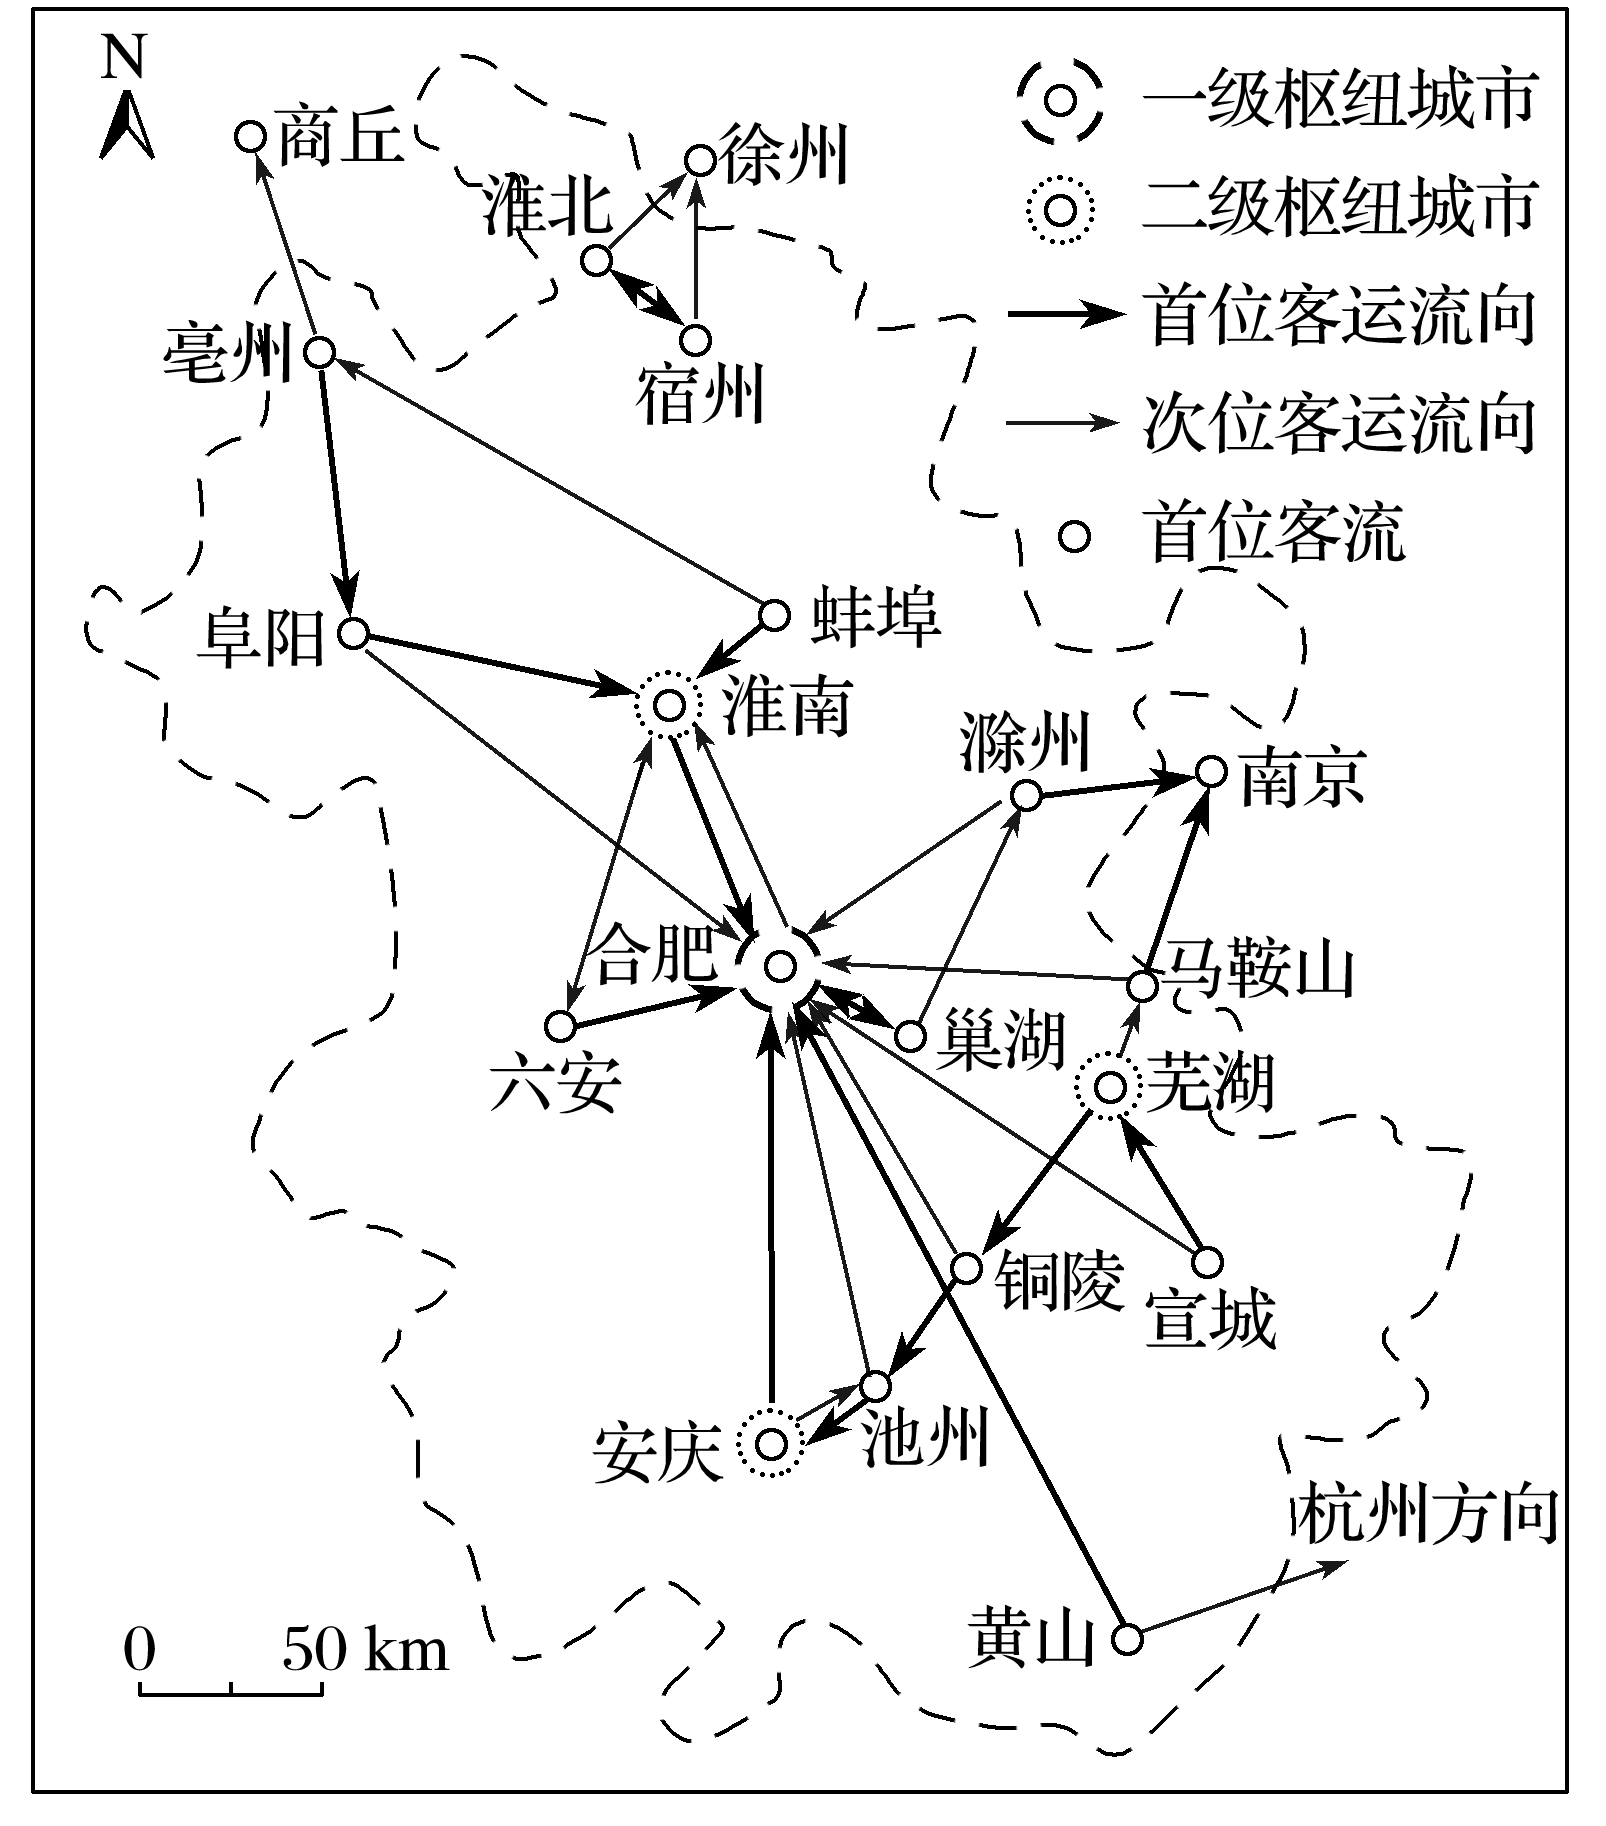 N
商丘
徐州
淮北
宿州
亳州
一级枢纽城市
二级枢纽城市
首位客运流向
次位客运流向
首位客流
阜阳
蚌埠
淮南
滁州
南京
合肥
马鞍山
六安
巢湖
芜湖
铜陵
宣城
安庆
池州
杭州方向
黄山
0 50 km